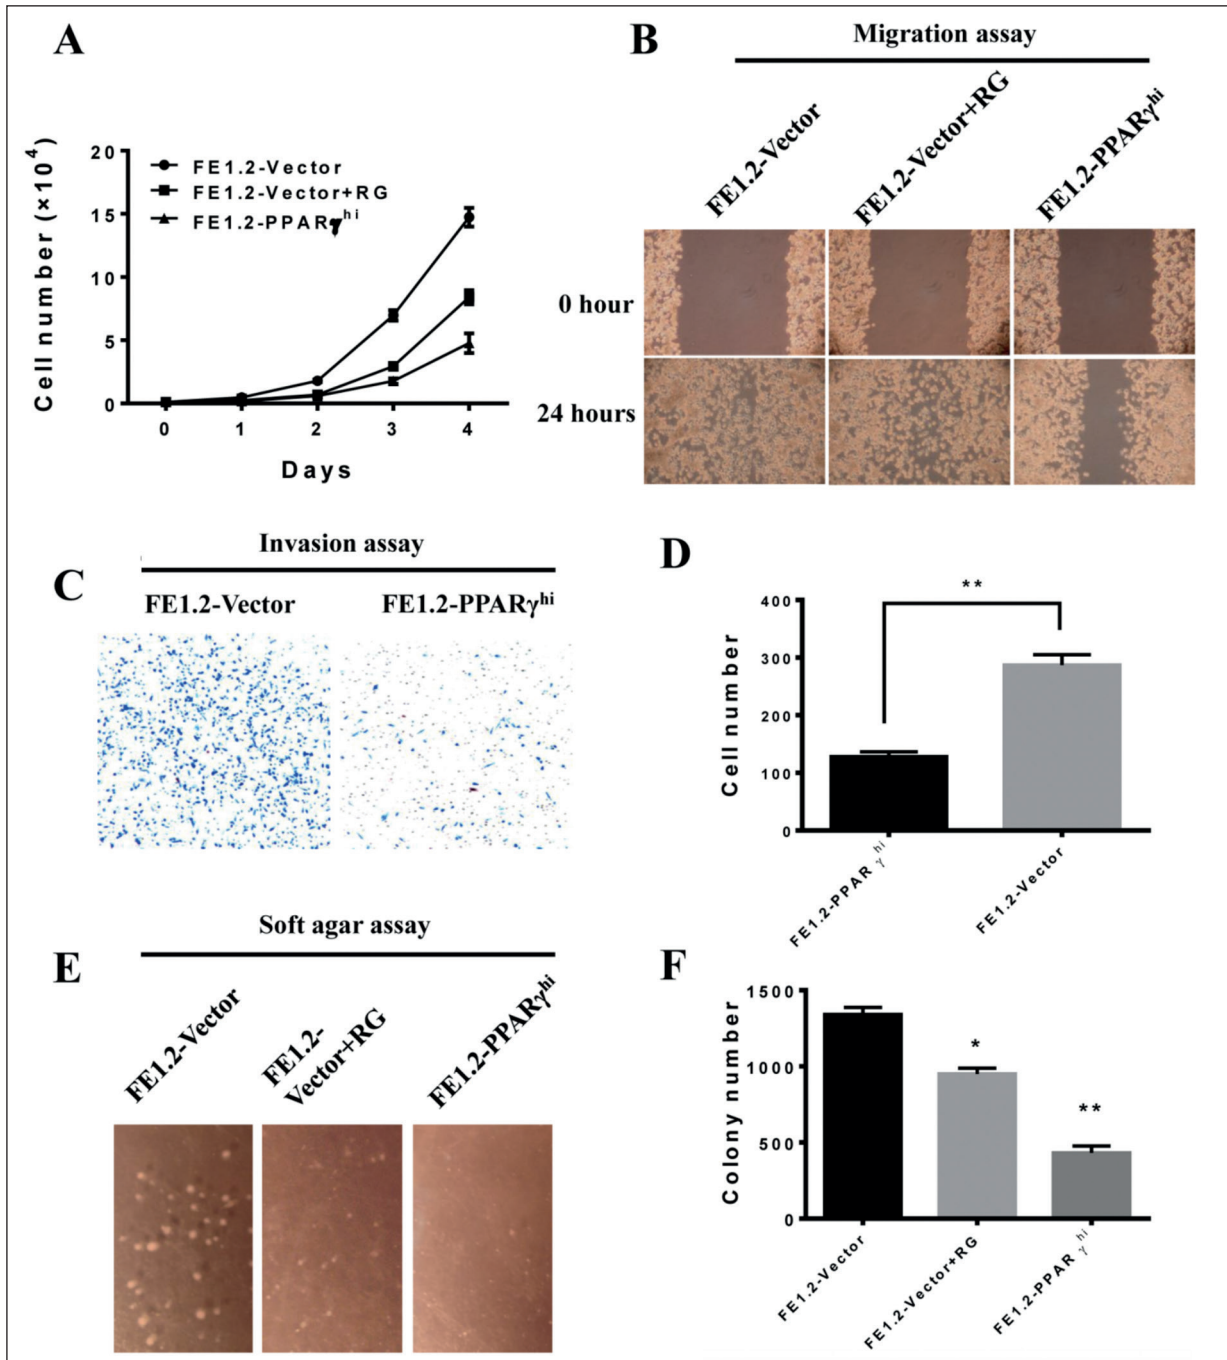 A
Cell number (×10⁴)
20
15
10
5
0
FE1.2-Vector
FE1.2-Vector+RG
FE1.2-PPARγʰⁱ
0 1 2 3 4
Days
B
Migration assay
FE1.2-Vector
FE1.2-Vector+RG
FE1.2-PPARγʰⁱ
0 hour
24 hours
C
Invasion assay
FE1.2-Vector
FE1.2-PPARγʰⁱ
D
**
Cell number
400
300
200
100
0
FE1.2-PPARγʰⁱ
FE1.2-Vector
E
Soft agar assay
FE1.2-Vector
FE1.2-
Vector+RG
FE1.2-PPARγʰⁱ
F
Colony number
1500
1000
500
0
*
**
FE1.2-Vector
FE1.2-Vector+RG
FE1.2-PPARγʰⁱ